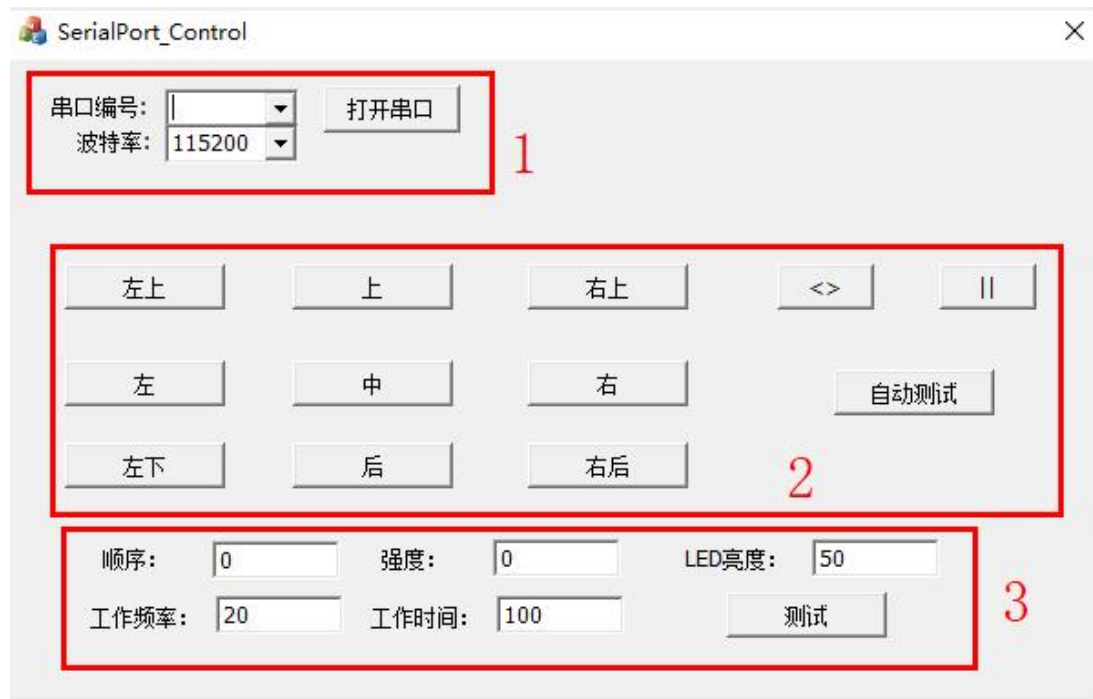 SerialPort_Control
串口编号: 打开串口
波特率: 115200
1
左上 上 右上 <> ||
左 中 右 自动测试
左下 后 右后
2
顺序: 0 强度: 0 LED亮度: 50
工作频率: 20 工作时间: 100 测试
3